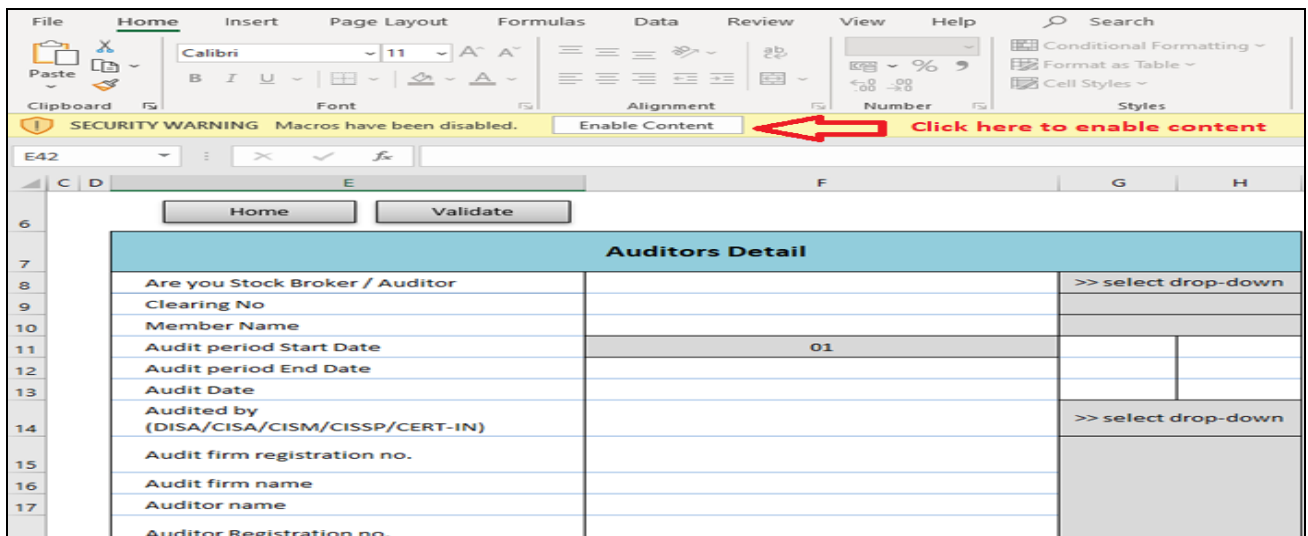 File Home Insert Page Layout Formulas Data Review View Help Search
Calibri 11 A^ A˅ ab
Paste B I U A % 9 .00
Conditional Formatting
Format as Table
Cell Styles
Clipboard Font Alignment Number Styles
SECURITY WARNING Macros have been disabled. Enable Content Click here to enable content
E42 fx
C D E F G H
Home Validate
6
7 Auditors Detail
8 Are you Stock Broker / Auditor >> select drop-down
9 Clearing No
10 Member Name
11 Audit period Start Date 01
12 Audit period End Date
13 Audit Date
Audited by
14 (DISA/CISA/CISM/CISSP/CERT-IN) >> select drop-down
15 Audit firm registration no.
16 Audit firm name
17 Auditor name
Auditor Registration no.